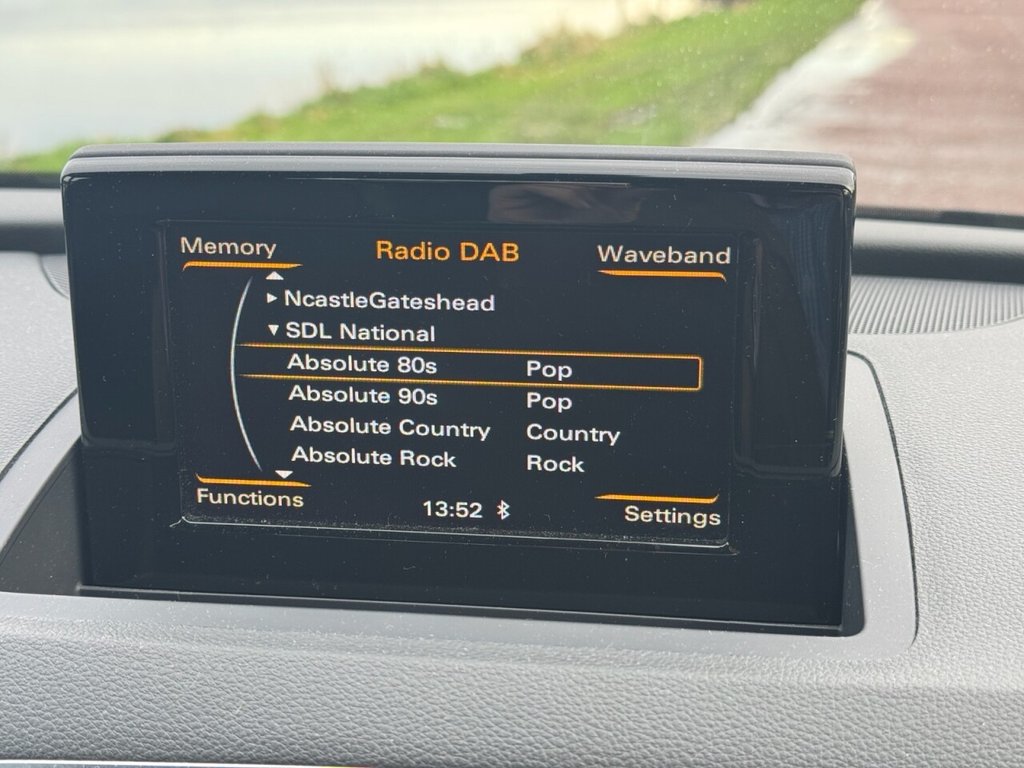 Memory Radio DAB Waveband
NcastleGateshead
SDL National
Absolute 80s Pop
Absolute 90s Pop
Absolute Country Country
Absolute Rock Rock
Functions 13:52 Settings